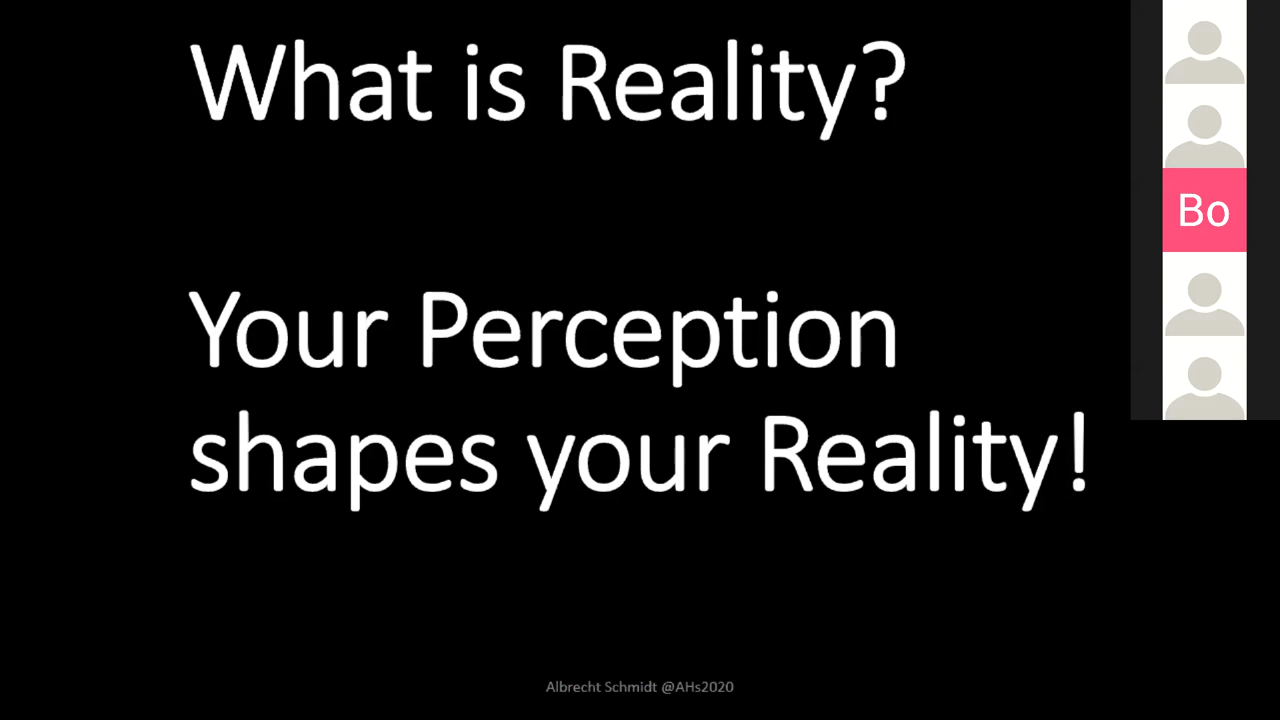 What is Reality?
Your Perception
shapes your Reality!
Bo
Albrecht Schmidt @AHs2020